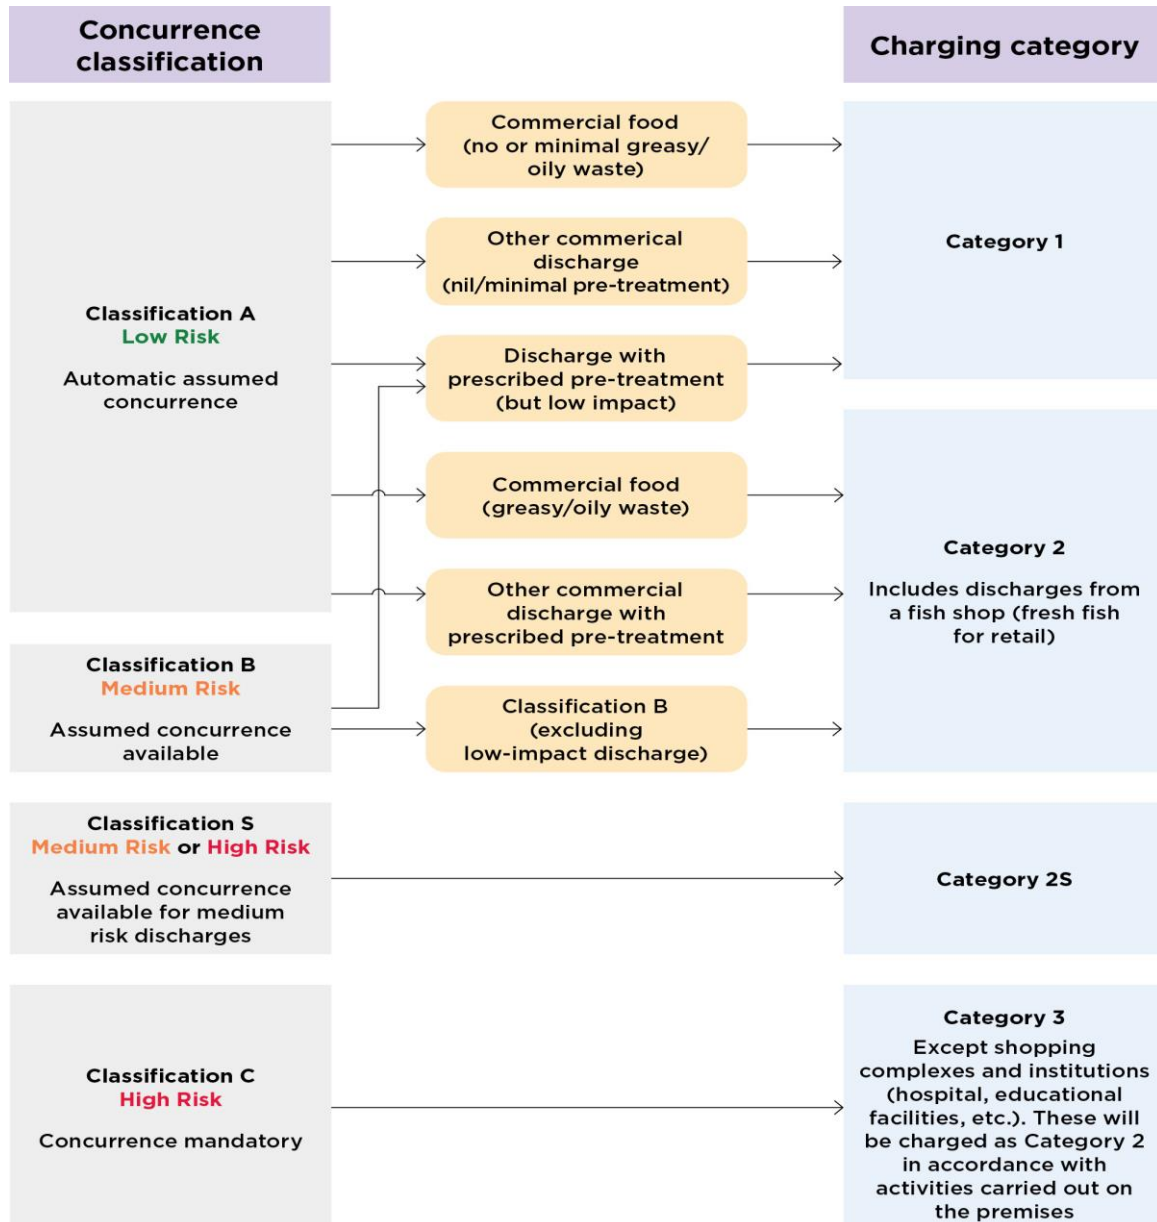 Concurrence
classification
Charging category
Classification A
Low Risk
Automatic assumed
concurrence
Commercial food
(no or minimal greasy/
oily waste)
Other commerical
discharge
(nil/minimal pre-treatment)
Discharge with
prescribed pre-treatment
(but low impact)
Commercial food
(greasy/oily waste)
Other commercial
discharge with
prescribed pre-treatment
Category 1
Category 2
Includes discharges from
a fish shop (fresh fish
for retail)
Classification B
Medium Risk
Assumed concurrence
available
Classification B
(excluding
low-impact discharge)
Classification S
Medium Risk or High Risk
Assumed concurrence
available for medium
risk discharges
Category 2S
Classification C
High Risk
Concurrence mandatory
Category 3
Except shopping
complexes and institutions
(hospital, educational
facilities, etc.). These will
be charged as Category 2
in accordance with
activities carried out on
the premises